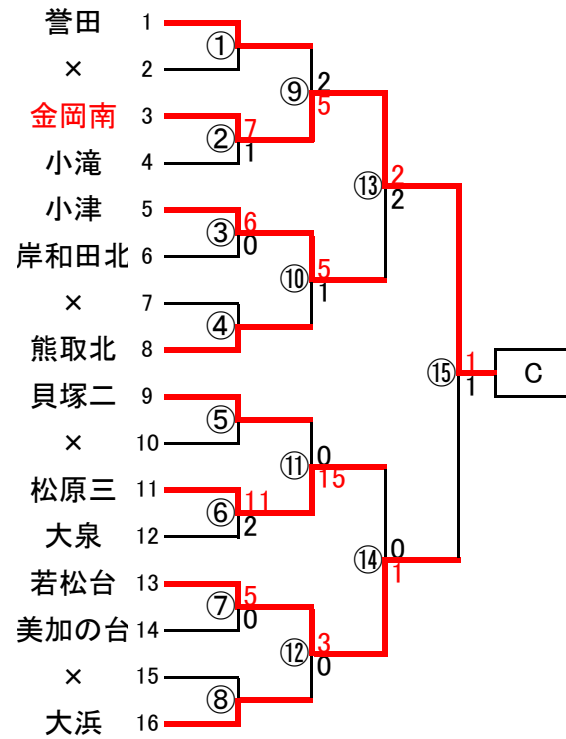 誉田 1
①
× 2
⑨ 2
5
金岡南 3
② 7
1
小滝 4
⑬ 2
2
小津 5
③ 6
0
岸和田北 6
⑩ 5
1
× 7
④
熊取北 8
⑮ 1
1
C
貝塚二 9
⑤
× 10
⑪ 0
15
松原三 11
⑥ 11
2
大泉 12
⑭ 0
1
若松台 13
⑦ 5
0
美加の台 14
⑫ 3
0
× 15
⑧
大浜 16